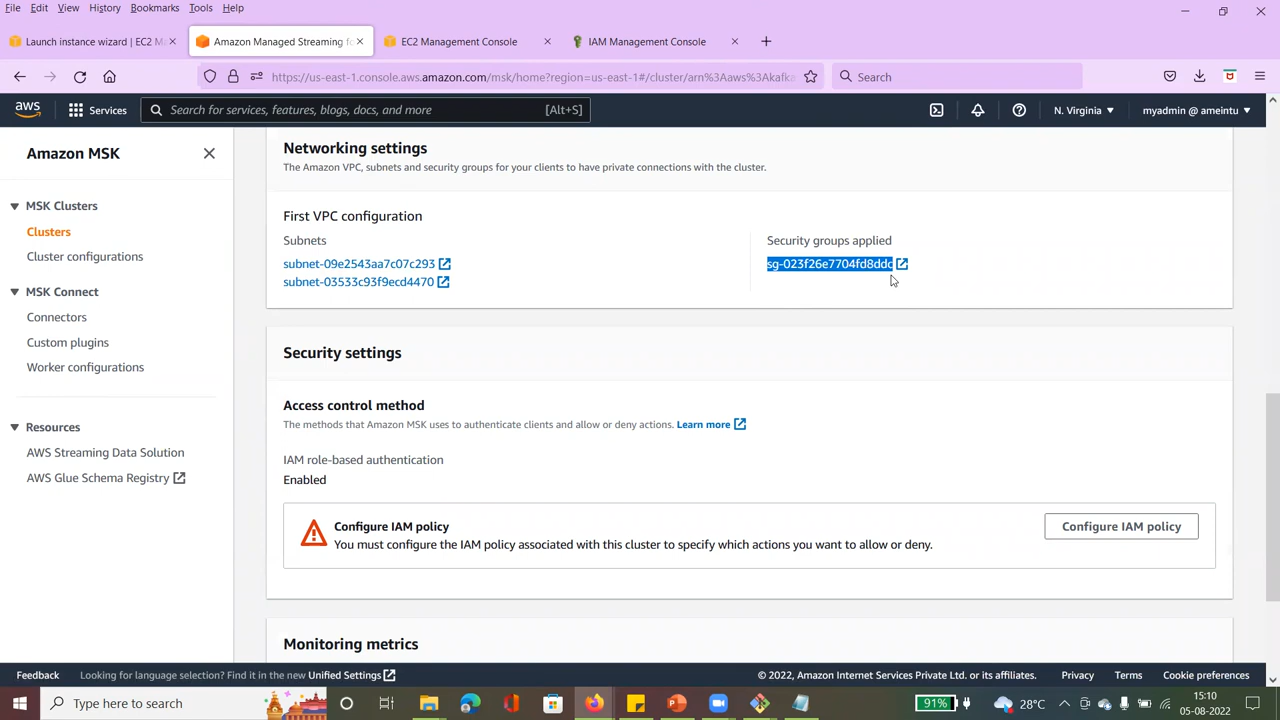 File Edit View History Bookmarks Tools Help
Launch instance wizard | EC2 Ma
Amazon Managed Streaming fo
EC2 Management Console
IAM Management Console
https://us-east-1.console.aws.amazon.com/msk/home?region=us-east-1#/cluster/arn%3Aaws%3Akafka
Search
aws
Services
Search for services, features, blogs, docs, and more
[Alt+S]
N. Virginia
myadmin @ ameintu
Amazon MSK
MSK Clusters
Clusters
Cluster configurations
MSK Connect
Connectors
Custom plugins
Worker configurations
Resources
AWS Streaming Data Solution
AWS Glue Schema Registry
Networking settings
The Amazon VPC, subnets and security groups for your clients to have private connections with the cluster.
First VPC configuration
Subnets
subnet-09e2543aa7c07c293
subnet-03533c93f9ecd4470
Security groups applied
sg-023f26e7704fd8ddc
Security settings
Access control method
The methods that Amazon MSK uses to authenticate clients and allow or deny actions. Learn more
IAM role-based authentication
Enabled
Configure IAM policy
You must configure the IAM policy associated with this cluster to specify which actions you want to allow or deny.
Configure IAM policy
Monitoring metrics
Feedback
Looking for language selection? Find it in the new Unified Settings
© 2022, Amazon Internet Services Private Ltd. or its affiliates.
Privacy
Terms
Cookie preferences
Type here to search
91%
28°C
15:10
05-08-2022